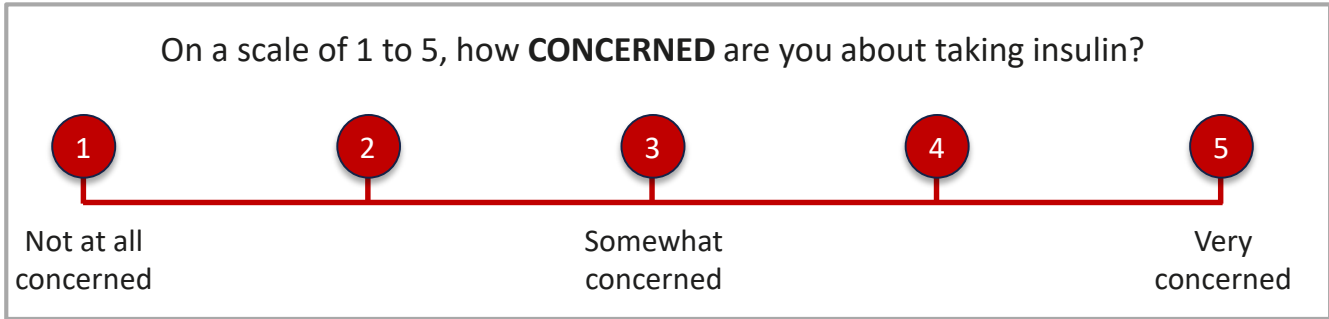 On a scale of 1 to 5, how CONCERNED are you about taking insulin?
1 2 3 4 5
Not at all concerned
Somewhat concerned
Very concerned